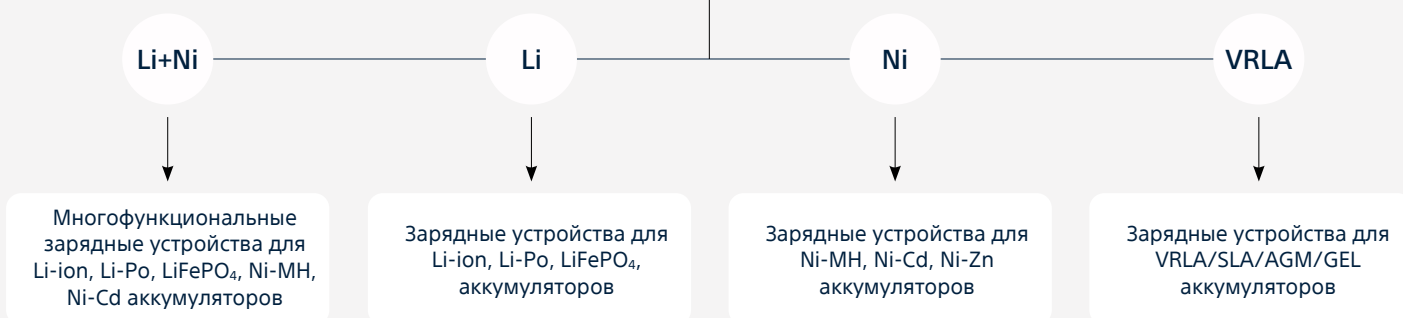 Li+Ni
Li
Ni
VRLA
Многофункциональные
зарядные устройства для
Li-ion, Li-Po, LiFePO₄, Ni-MH,
Ni-Cd аккумуляторов
Зарядные устройства для
Li-ion, Li-Po, LiFePO₄,
аккумуляторов
Зарядные устройства для
Ni-MH, Ni-Cd, Ni-Zn
аккумуляторов
Зарядные устройства для
VRLA/SLA/AGM/GEL
аккумуляторов